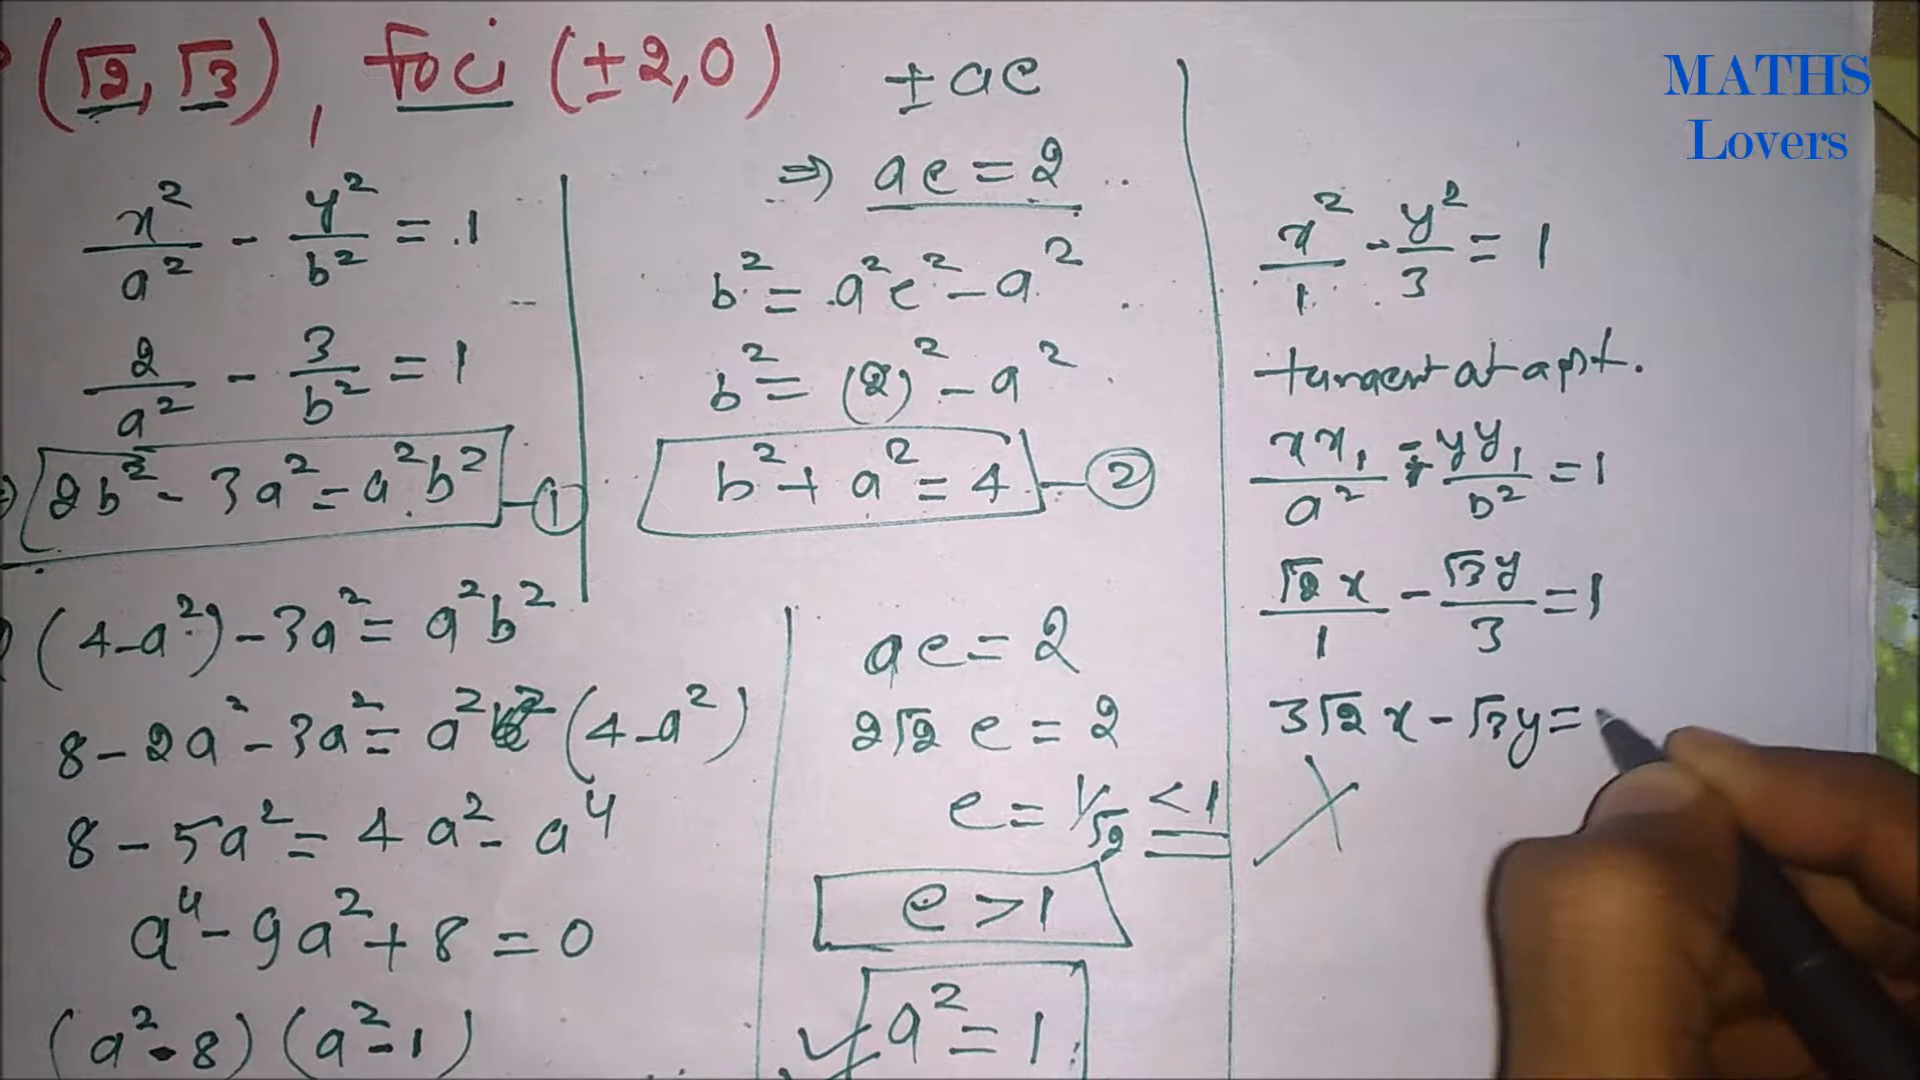 (√2, √3), foci (±2,0)
x²/a² - y²/b² = 1
2/a² - 3/b² = 1
2b² - 3a² = a²b² - ①
(4-a²) - 3a² = a²b²
8 - 2a² - 3a² = a² (4-a²)
8 - 5a² = 4a² - a⁴
a⁴ - 9a² + 8 = 0
(a² - 8) (a² - 1)
±ae
⇒ ae = 2
b² = a²e² - a²
b² = (2)² - a²
b² + a² = 4 - ②
ae = 2
2√2 e = 2
e = 1/√2 < 1
e > 1
a² = 1
MATHS
Lovers
x²/1 - y²/3 = 1
tangent at a pt.
xx₁/a² - yy₁/b² = 1
√2x/1 - √3y/3 = 1
3√2x - √3y =